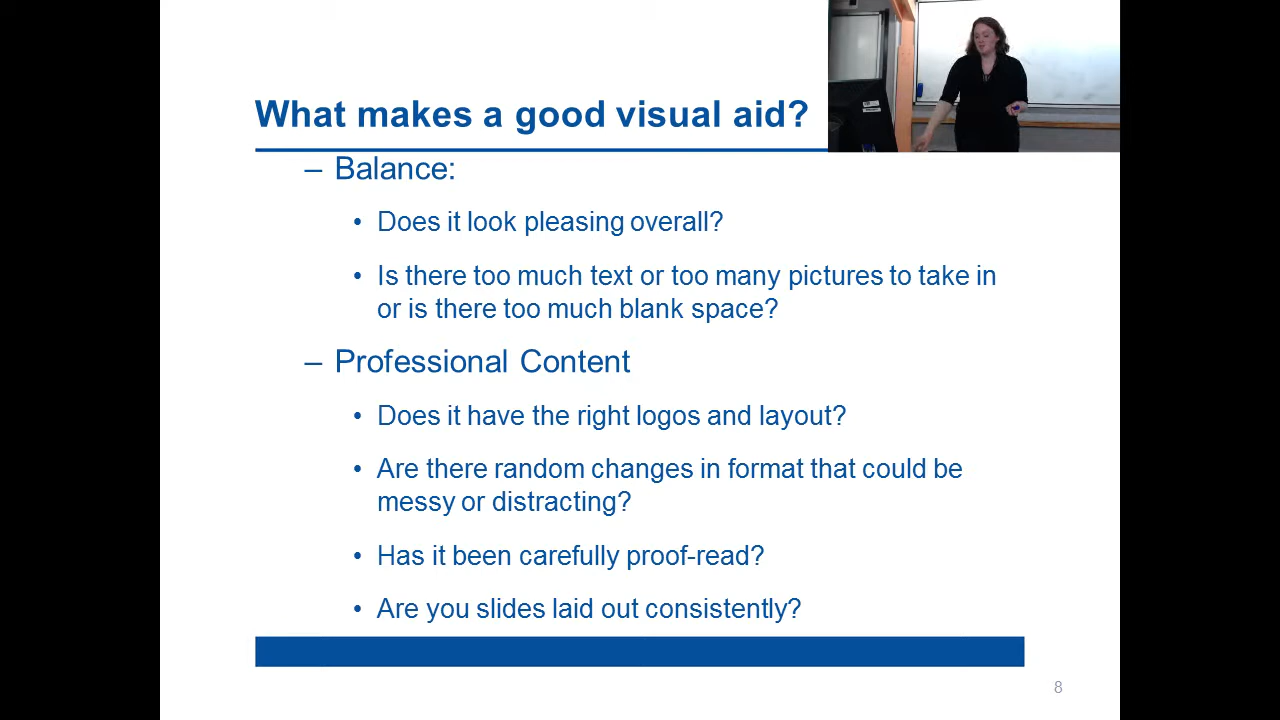 What makes a good visual aid?
– Balance:
• Does it look pleasing overall?
• Is there too much text or too many pictures to take in
or is there too much blank space?
– Professional Content
• Does it have the right logos and layout?
• Are there random changes in format that could be
messy or distracting?
• Has it been carefully proof-read?
• Are you slides laid out consistently?
8